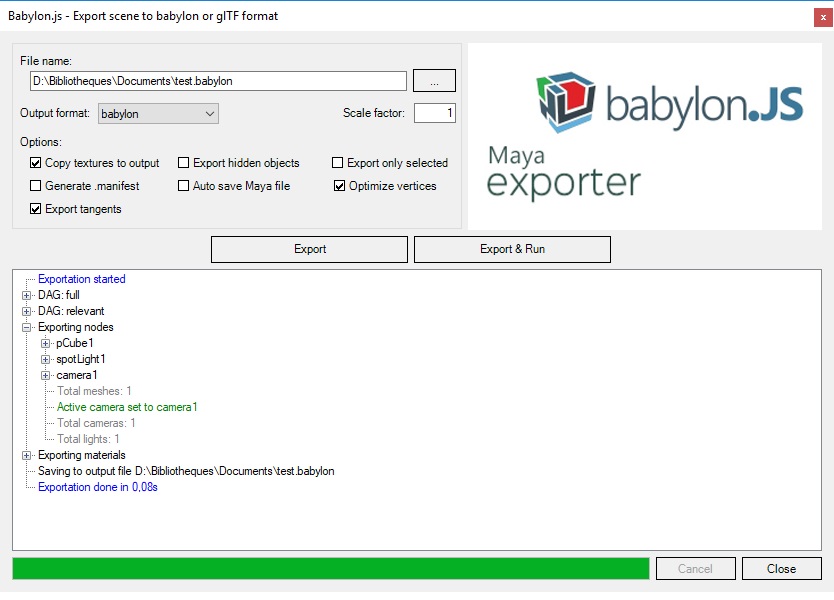 Babylon.js - Export scene to babylon or glTF format
x
File name:
D:\Bibliotheques\Documents\test.babylon
...
Output format: babylon
Scale factor: 1
Options:
Copy textures to output Export hidden objects Export only selected
Generate .manifest Auto save Maya file Optimize vertices
Export tangents
babylon.JS
Maya
exporter
Export Export & Run
Exportation started
DAG: full
DAG: relevant
Exporting nodes
pCube1
spotLight1
camera1
Total meshes: 1
Active camera set to camera1
Total cameras: 1
Total lights: 1
Exporting materials
Saving to output file D:\Bibliotheques\Documents\test.babylon
Exportation done in 0,08s
Cancel Close